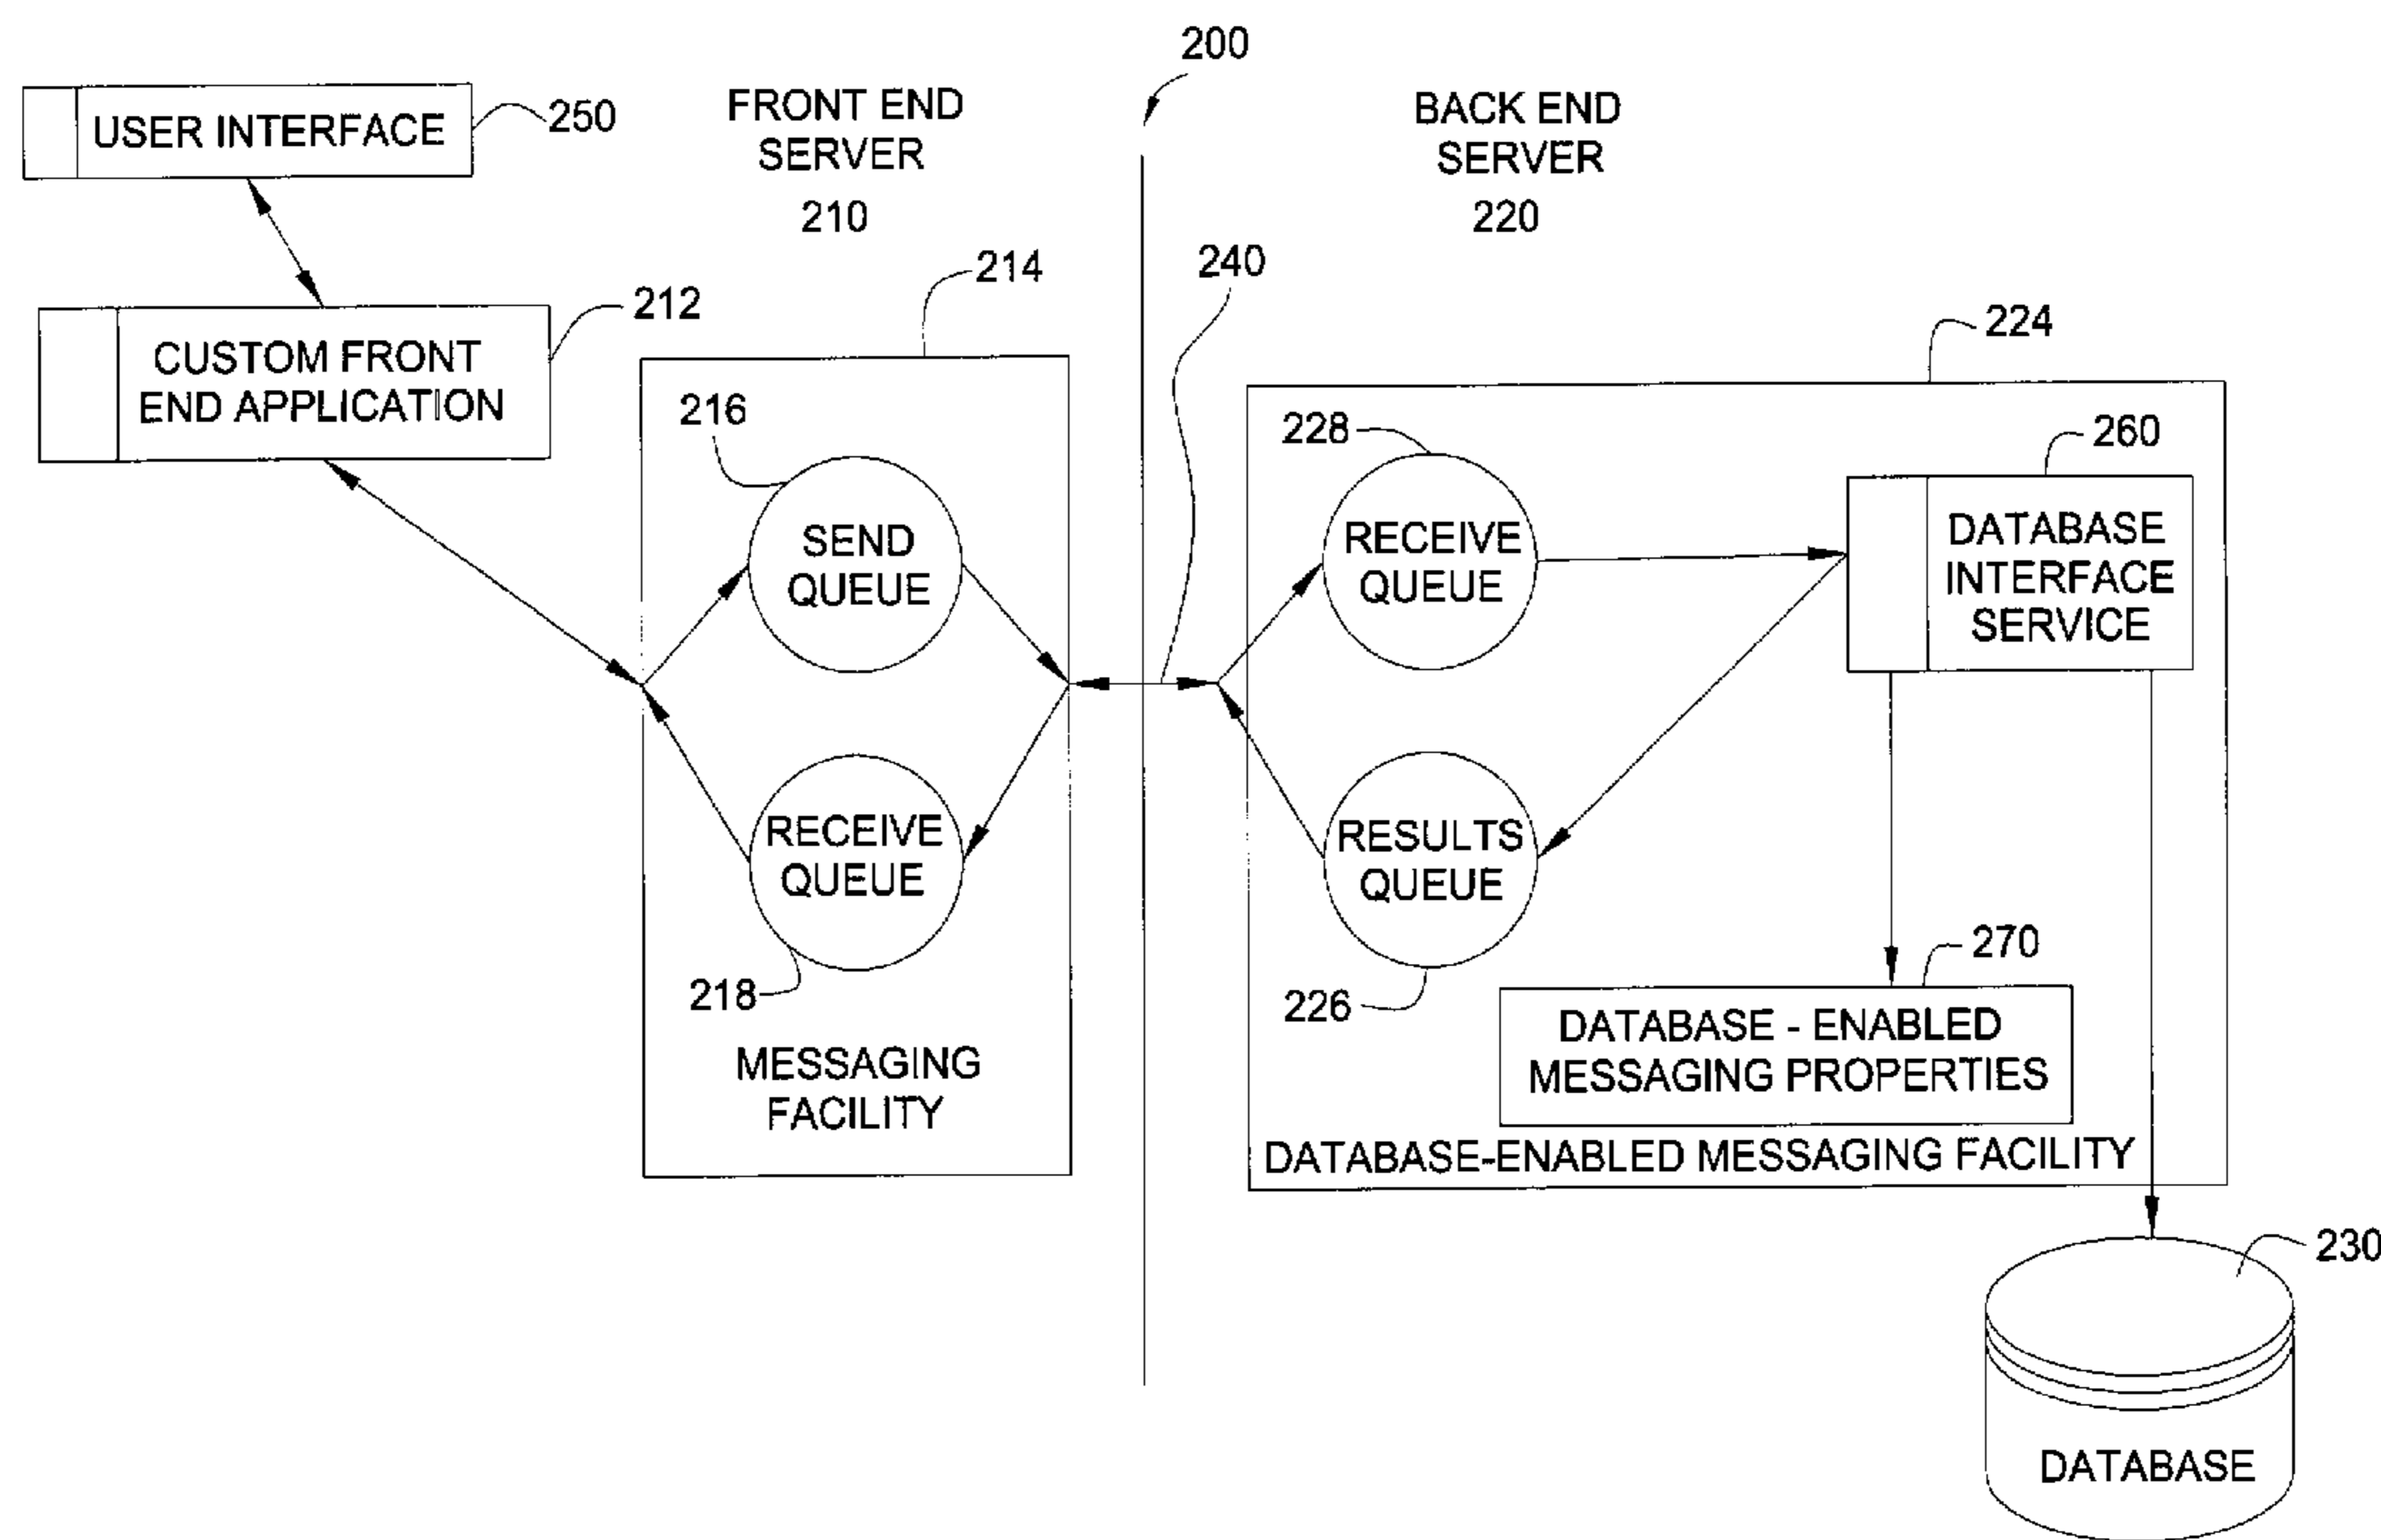 200
USER INTERFACE
250
FRONT END
SERVER
210
BACK END
SERVER
220
214
240
212
CUSTOM FRONT
END APPLICATION
224
216
228
260
SEND
QUEUE
RECEIVE
QUEUE
DATABASE
INTERFACE
SERVICE
RECEIVE
QUEUE
RESULTS
QUEUE
218
226
270
DATABASE - ENABLED
MESSAGING PROPERTIES
MESSAGING
FACILITY
DATABASE-ENABLED MESSAGING FACILITY
230
DATABASE